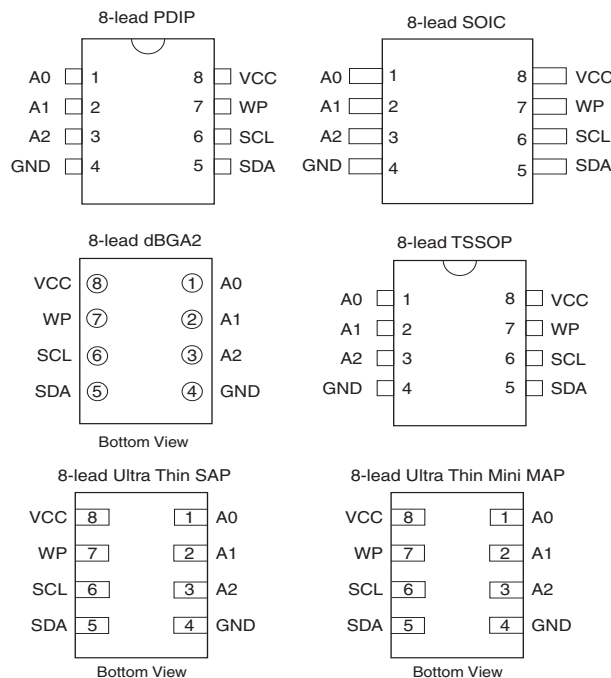 8-lead PDIP
A0 1 8 VCC
A1 2 7 WP
A2 3 6 SCL
GND 4 5 SDA
8-lead SOIC
A0 1 8 VCC
A1 2 7 WP
A2 3 6 SCL
GND 4 5 SDA
8-lead dBGA2
VCC 8 1 A0
WP 7 2 A1
SCL 6 3 A2
SDA 5 4 GND
Bottom View
8-lead TSSOP
A0 1 8 VCC
A1 2 7 WP
A2 3 6 SCL
GND 4 5 SDA
8-lead Ultra Thin SAP
VCC 8 1 A0
WP 7 2 A1
SCL 6 3 A2
SDA 5 4 GND
Bottom View
8-lead Ultra Thin Mini MAP
VCC 8 1 A0
WP 7 2 A1
SCL 6 3 A2
SDA 5 4 GND
Bottom View